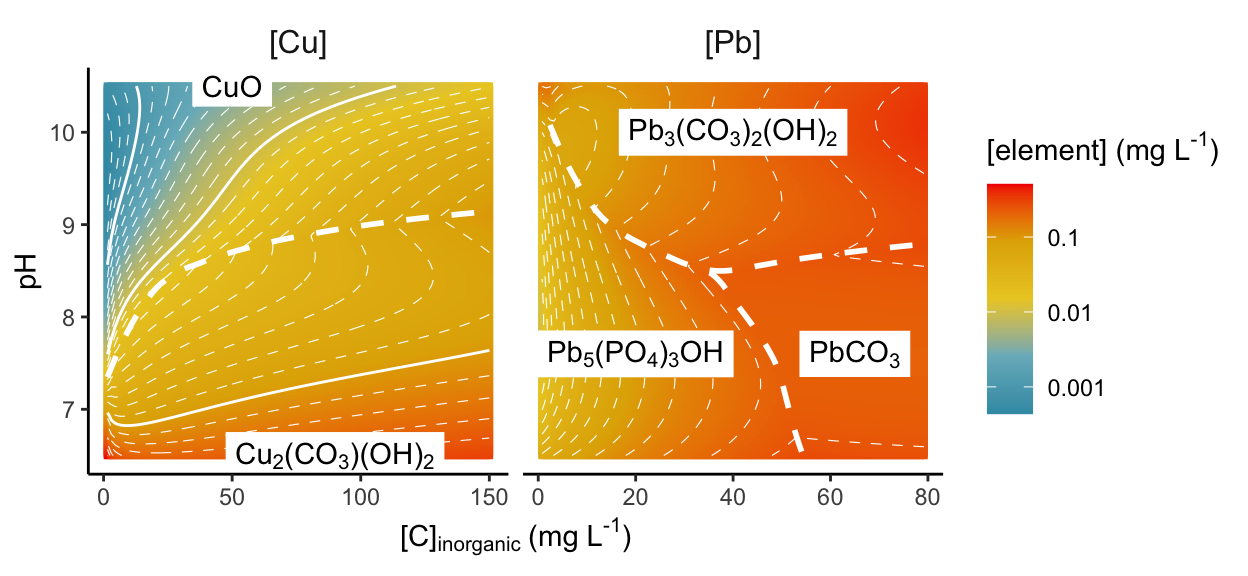 [Cu] [Pb]
CuO
Pb₃(CO₃)₂(OH)₂
Pb₅(PO₄)₃OH
PbCO₃
Cu₂(CO₃)(OH)₂
pH
10
9
8
7
0 50 100 150 0 20 40 60 80
[C]inorganic (mg L⁻¹)
[element] (mg L⁻¹)
0.1
0.01
0.001